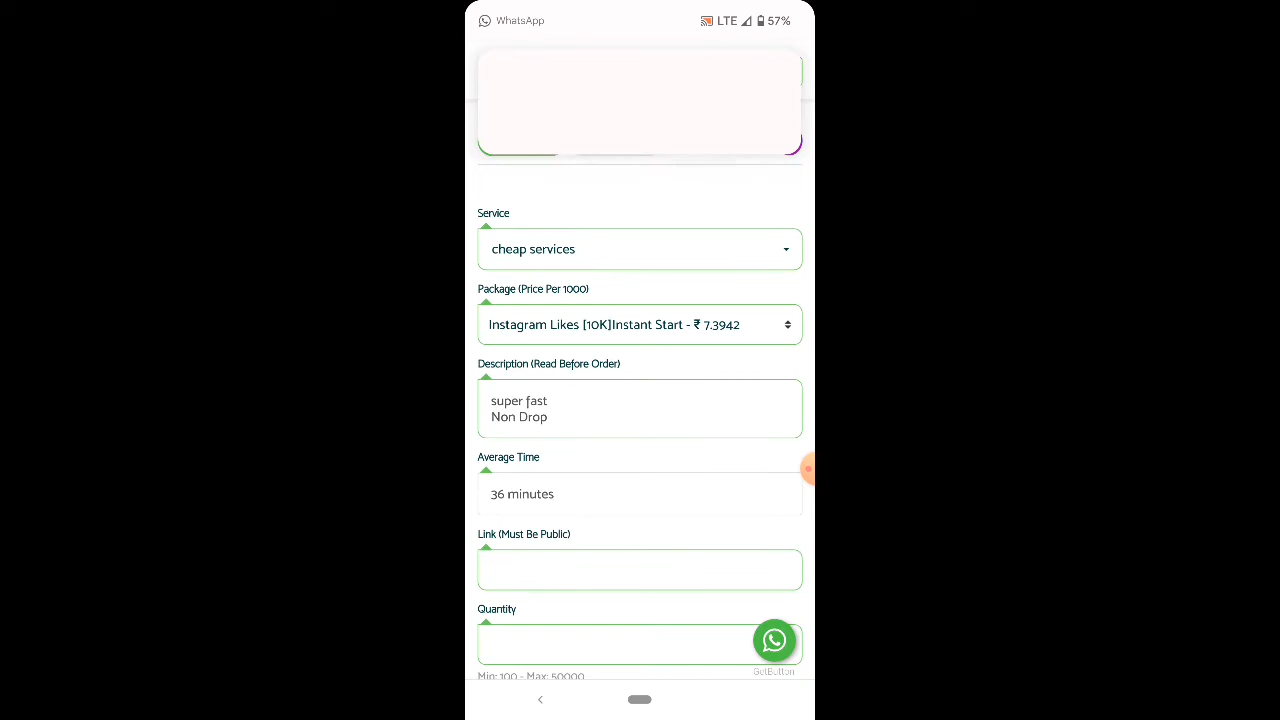 WhatsApp LTE 57%
Service
cheap services
Package (Price Per 1000)
Instagram Likes [10K]Instant Start - ₹ 7.3942
Description (Read Before Order)
super fast
Non Drop
Average Time
36 minutes
Link (Must Be Public)
Quantity
GetButton
Min: 100 - Max: 50000